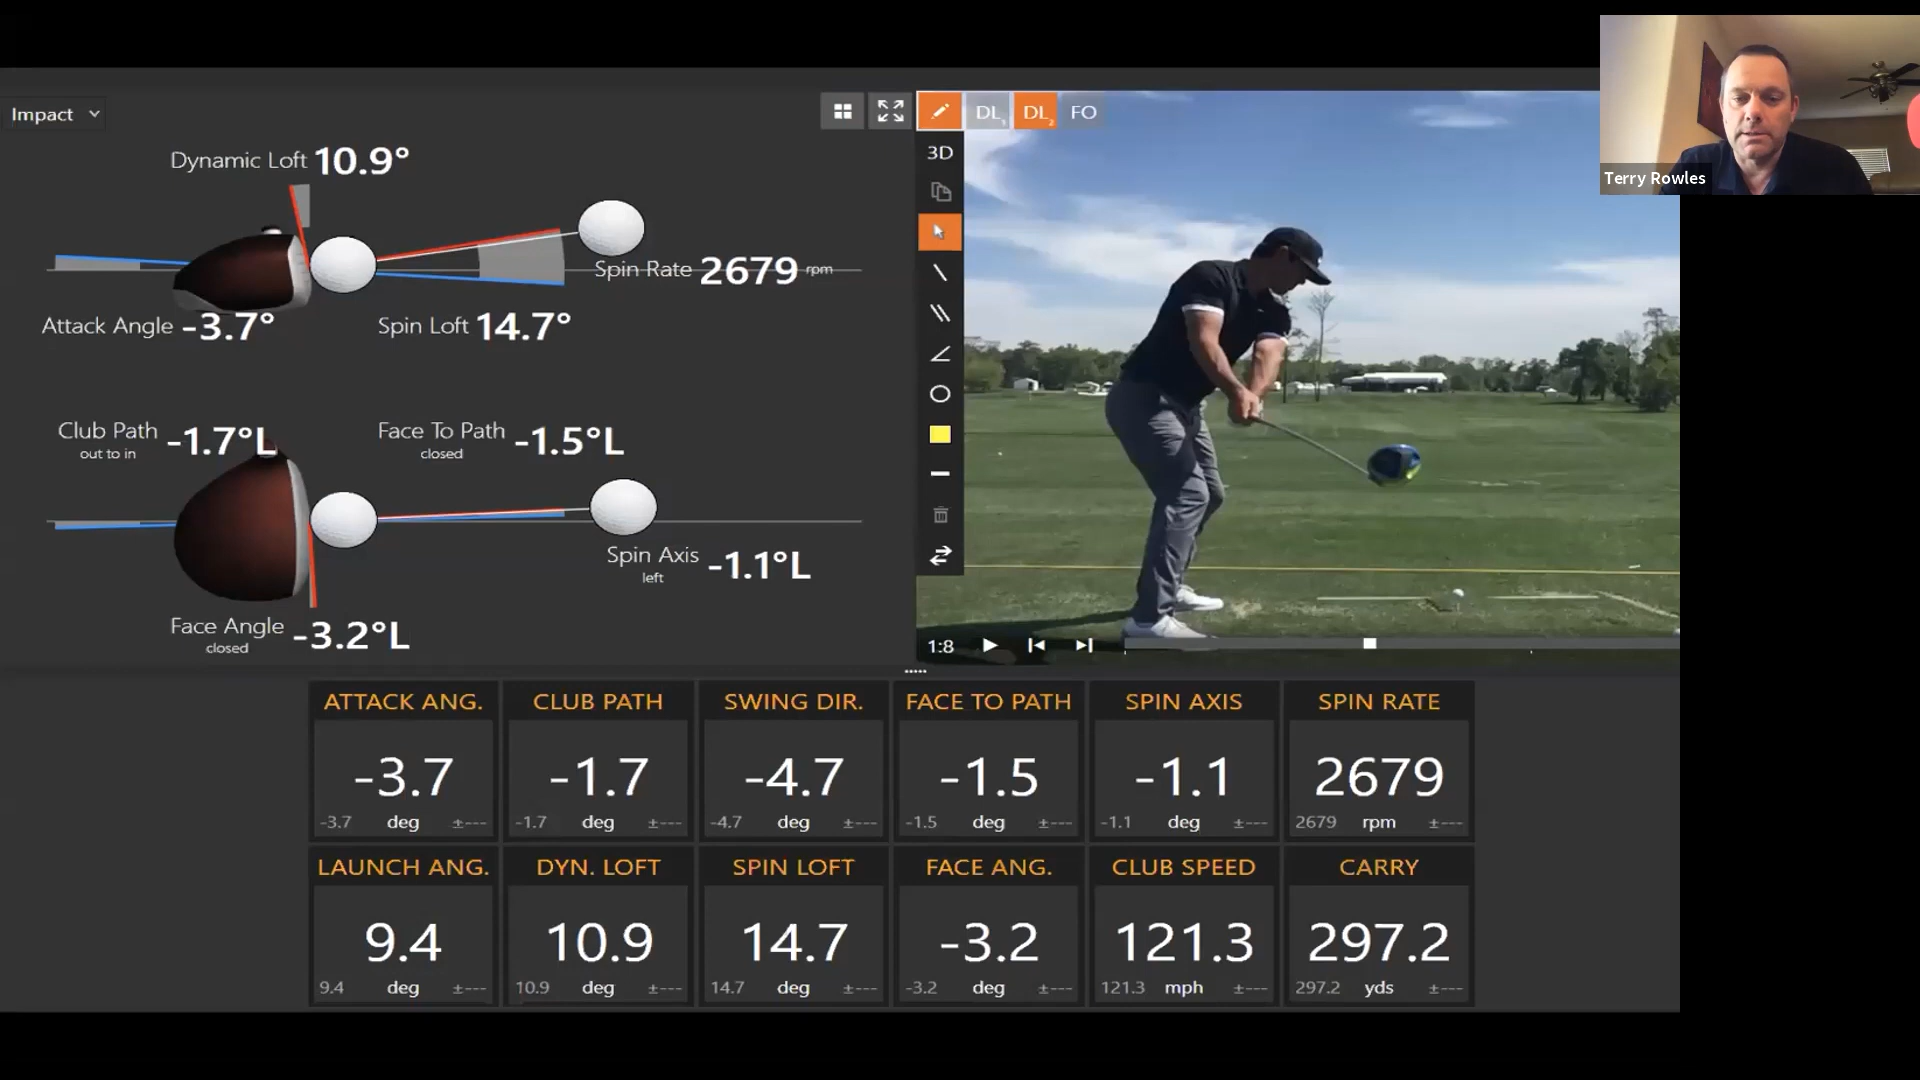 Impact
DL1
DL2
FO
3D
Terry Rowles
Dynamic Loft 10.9°
Spin Rate 2679 rpm
Attack Angle -3.7°
Spin Loft 14.7°
Club Path -1.7°L
out to in
Face To Path -1.5°L
closed
Spin Axis -1.1°L
left
Face Angle -3.2°L
closed
1:8
ATTACK ANG. CLUB PATH SWING DIR. FACE TO PATH SPIN AXIS SPIN RATE
-3.7 -1.7 -4.7 -1.5 -1.1 2679
-3.7 deg ±--- -1.7 deg ±--- -4.7 deg ±--- -1.5 deg ±--- -1.1 deg ±--- 2679 rpm ±---
LAUNCH ANG. DYN. LOFT SPIN LOFT FACE ANG. CLUB SPEED CARRY
9.4 10.9 14.7 -3.2 121.3 297.2
9.4 deg ±--- 10.9 deg ±--- 14.7 deg ±--- -3.2 deg ±--- 121.3 mph ±--- 297.2 yds ±---